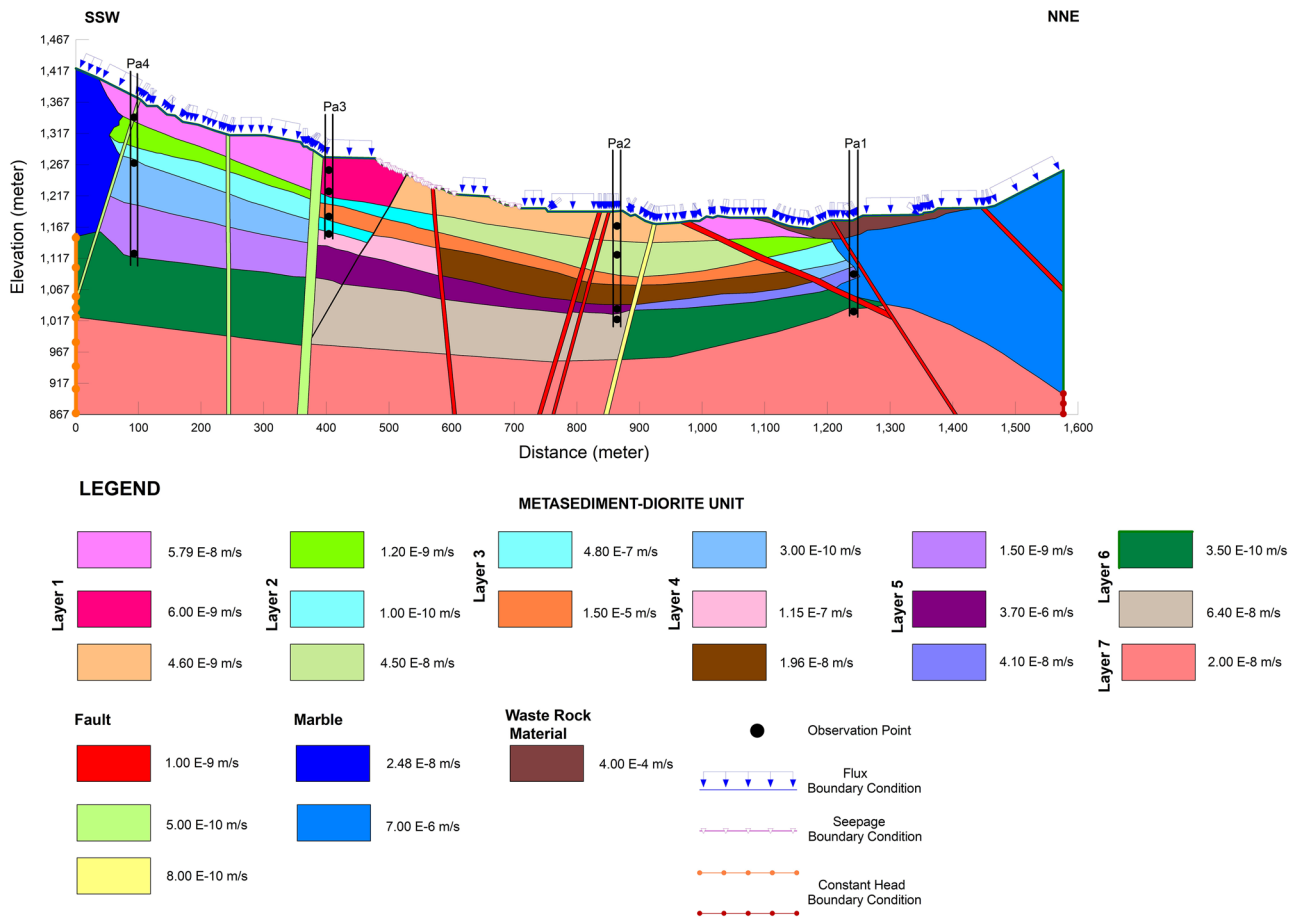 SSW
NNE
1,467
1,417
1,367
1,317
1,267
1,217
1,167
1,117
1,067
1,017
967
917
867
Elevation (meter)
Pa4
Pa3
Pa2
Pa1
0
100
200
300
400
500
600
700
800
900
1,000
1,100
1,200
1,300
1,400
1,500
1,600
Distance (meter)
LEGEND
METASEDIMENT-DIORITE UNIT
Layer 1
5.79 E-8 m/s
6.00 E-9 m/s
4.60 E-9 m/s
Layer 2
1.20 E-9 m/s
1.00 E-10 m/s
4.50 E-8 m/s
Layer 3
4.80 E-7 m/s
1.50 E-5 m/s
Layer 4
3.00 E-10 m/s
1.15 E-7 m/s
1.96 E-8 m/s
Layer 5
1.50 E-9 m/s
3.70 E-6 m/s
4.10 E-8 m/s
Layer 6
3.50 E-10 m/s
6.40 E-8 m/s
Layer 7
2.00 E-8 m/s
Fault
1.00 E-9 m/s
5.00 E-10 m/s
8.00 E-10 m/s
Marble
2.48 E-8 m/s
7.00 E-6 m/s
Waste Rock
Material
4.00 E-4 m/s
Observation Point
Flux
Boundary Condition
Seepage
Boundary Condition
Constant Head
Boundary Condition